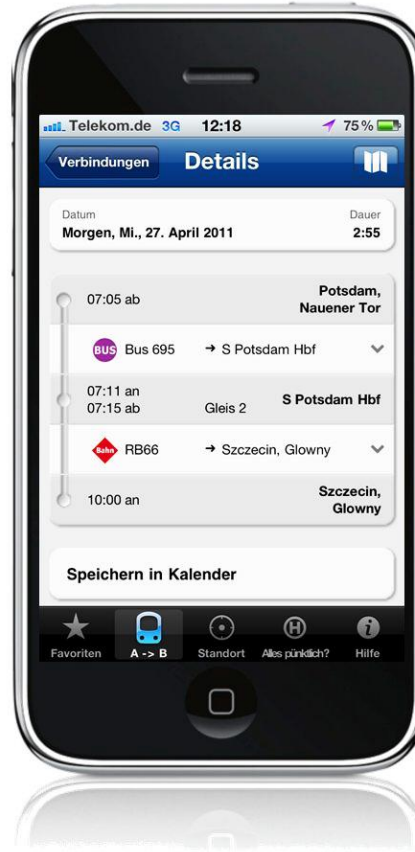 Telekom.de 3G 12:18 75 %
Verbindungen Details
Datum Dauer
Morgen, Mi., 27. April 2011 2:55
07:05 ab Potsdam,
Nauener Tor
BUS Bus 695 → S Potsdam Hbf
07:11 an
07:15 ab Gleis 2 S Potsdam Hbf
Bahn RB66 → Szczecin, Glowny
10:00 an Szczecin,
Glowny
Speichern in Kalender
Favoriten A -> B Standort Alles pünktlich? Hilfe
H
i